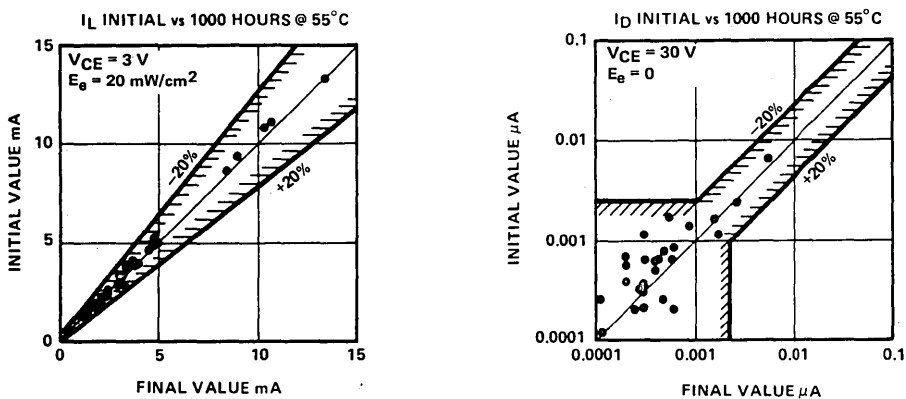 IL INITIAL vs 1000 HOURS @ 55°C
15
VCE = 3 V
Ee = 20 mW/cm2
10
5
0
INITIAL VALUE mA
–20%
+20%
0 5 10 15
FINAL VALUE mA
ID INITIAL vs 1000 HOURS @ 55°C
0.1
VCE = 30 V
Ee = 0
0.01
0.001
0.0001
INITIAL VALUE μA
–20%
+20%
0.0001 0.001 0.01 0.1
FINAL VALUE μA